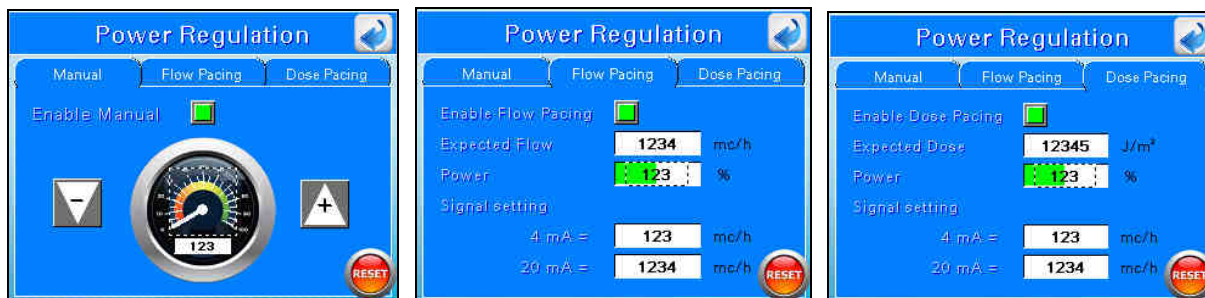 Power Regulation
Manual Flow Pacing Dose Pacing
Enable Manual
- +
0 100
123
RESET
Power Regulation
Manual Flow Pacing Dose Pacing
Enable Flow Pacing
Expected Flow 1234 mc/h
Power 123 %
Signal setting
4 mA = 123 mc/h
20 mA = 1234 mc/h
RESET
Power Regulation
Manual Flow Pacing Dose Pacing
Enable Dose Pacing
Expected Dose 12345 J/m²
Power 123 %
Signal setting
4 mA = 123 mc/h
20 mA = 1234 mc/h
RESET